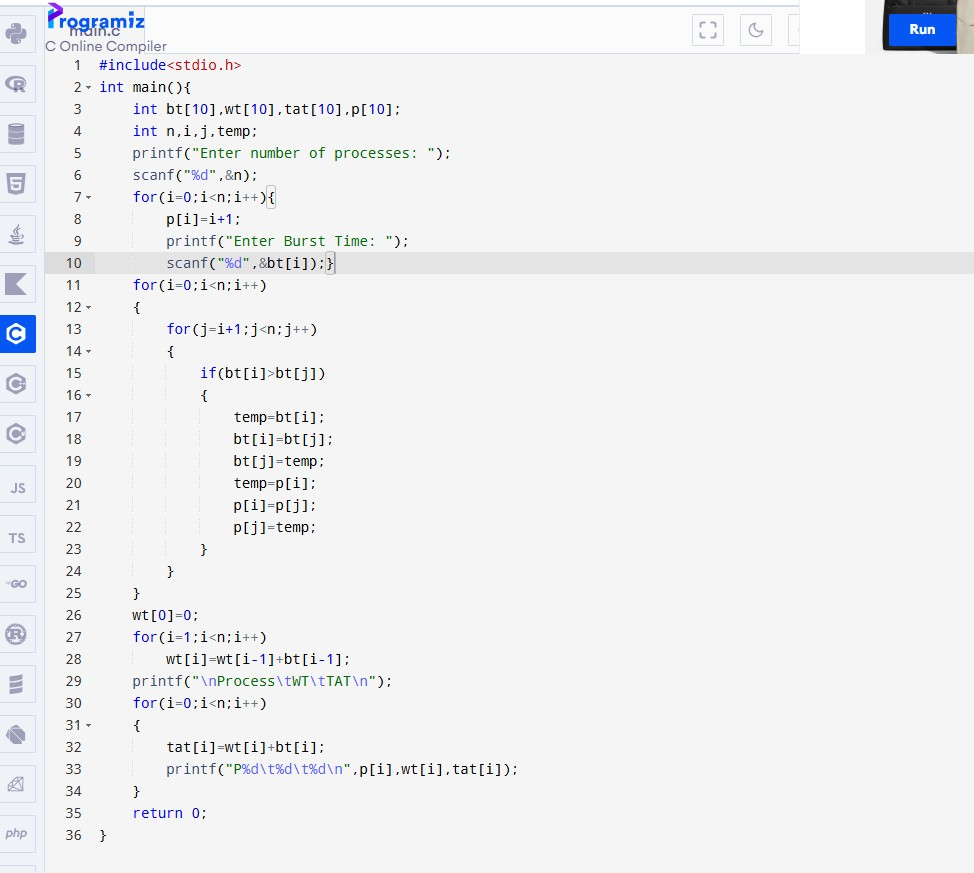 Programiz
main.c
C Online Compiler
Run
1 #include<stdio.h>
2 int main(){
3     int bt[10],wt[10],tat[10],p[10];
4     int n,i,j,temp;
5     printf("Enter number of processes: ");
6     scanf("%d",&n);
7     for(i=0;i<n;i++){
8         p[i]=i+1;
9         printf("Enter Burst Time: ");
10         scanf("%d",&bt[i]);}
11     for(i=0;i<n;i++)
12     {
13         for(j=i+1;j<n;j++)
14         {
15             if(bt[i]>bt[j])
16             {
17                 temp=bt[i];
18                 bt[i]=bt[j];
19                 bt[j]=temp;
20                 temp=p[i];
21                 p[i]=p[j];
22                 p[j]=temp;
23             }
24         }
25     }
26     wt[0]=0;
27     for(i=1;i<n;i++)
28         wt[i]=wt[i-1]+bt[i-1];
29     printf("\nProcess\tWT\tTAT\n");
30     for(i=0;i<n;i++)
31     {
32         tat[i]=wt[i]+bt[i];
33         printf("P%d\t%d\t%d\n",p[i],wt[i],tat[i]);
34     }
35     return 0;
36 }
JS
TS
GO
php